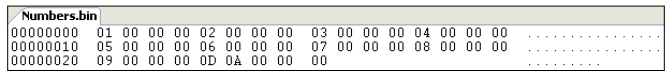 Numbers.bin
00000000 01 00 00 00 02 00 00 00 03 00 00 00 04 00 00 00 ................
00000010 05 00 00 00 06 00 00 00 07 00 00 00 08 00 00 00 ................
00000020 09 00 00 00 0D 0A 00 00 00 .........